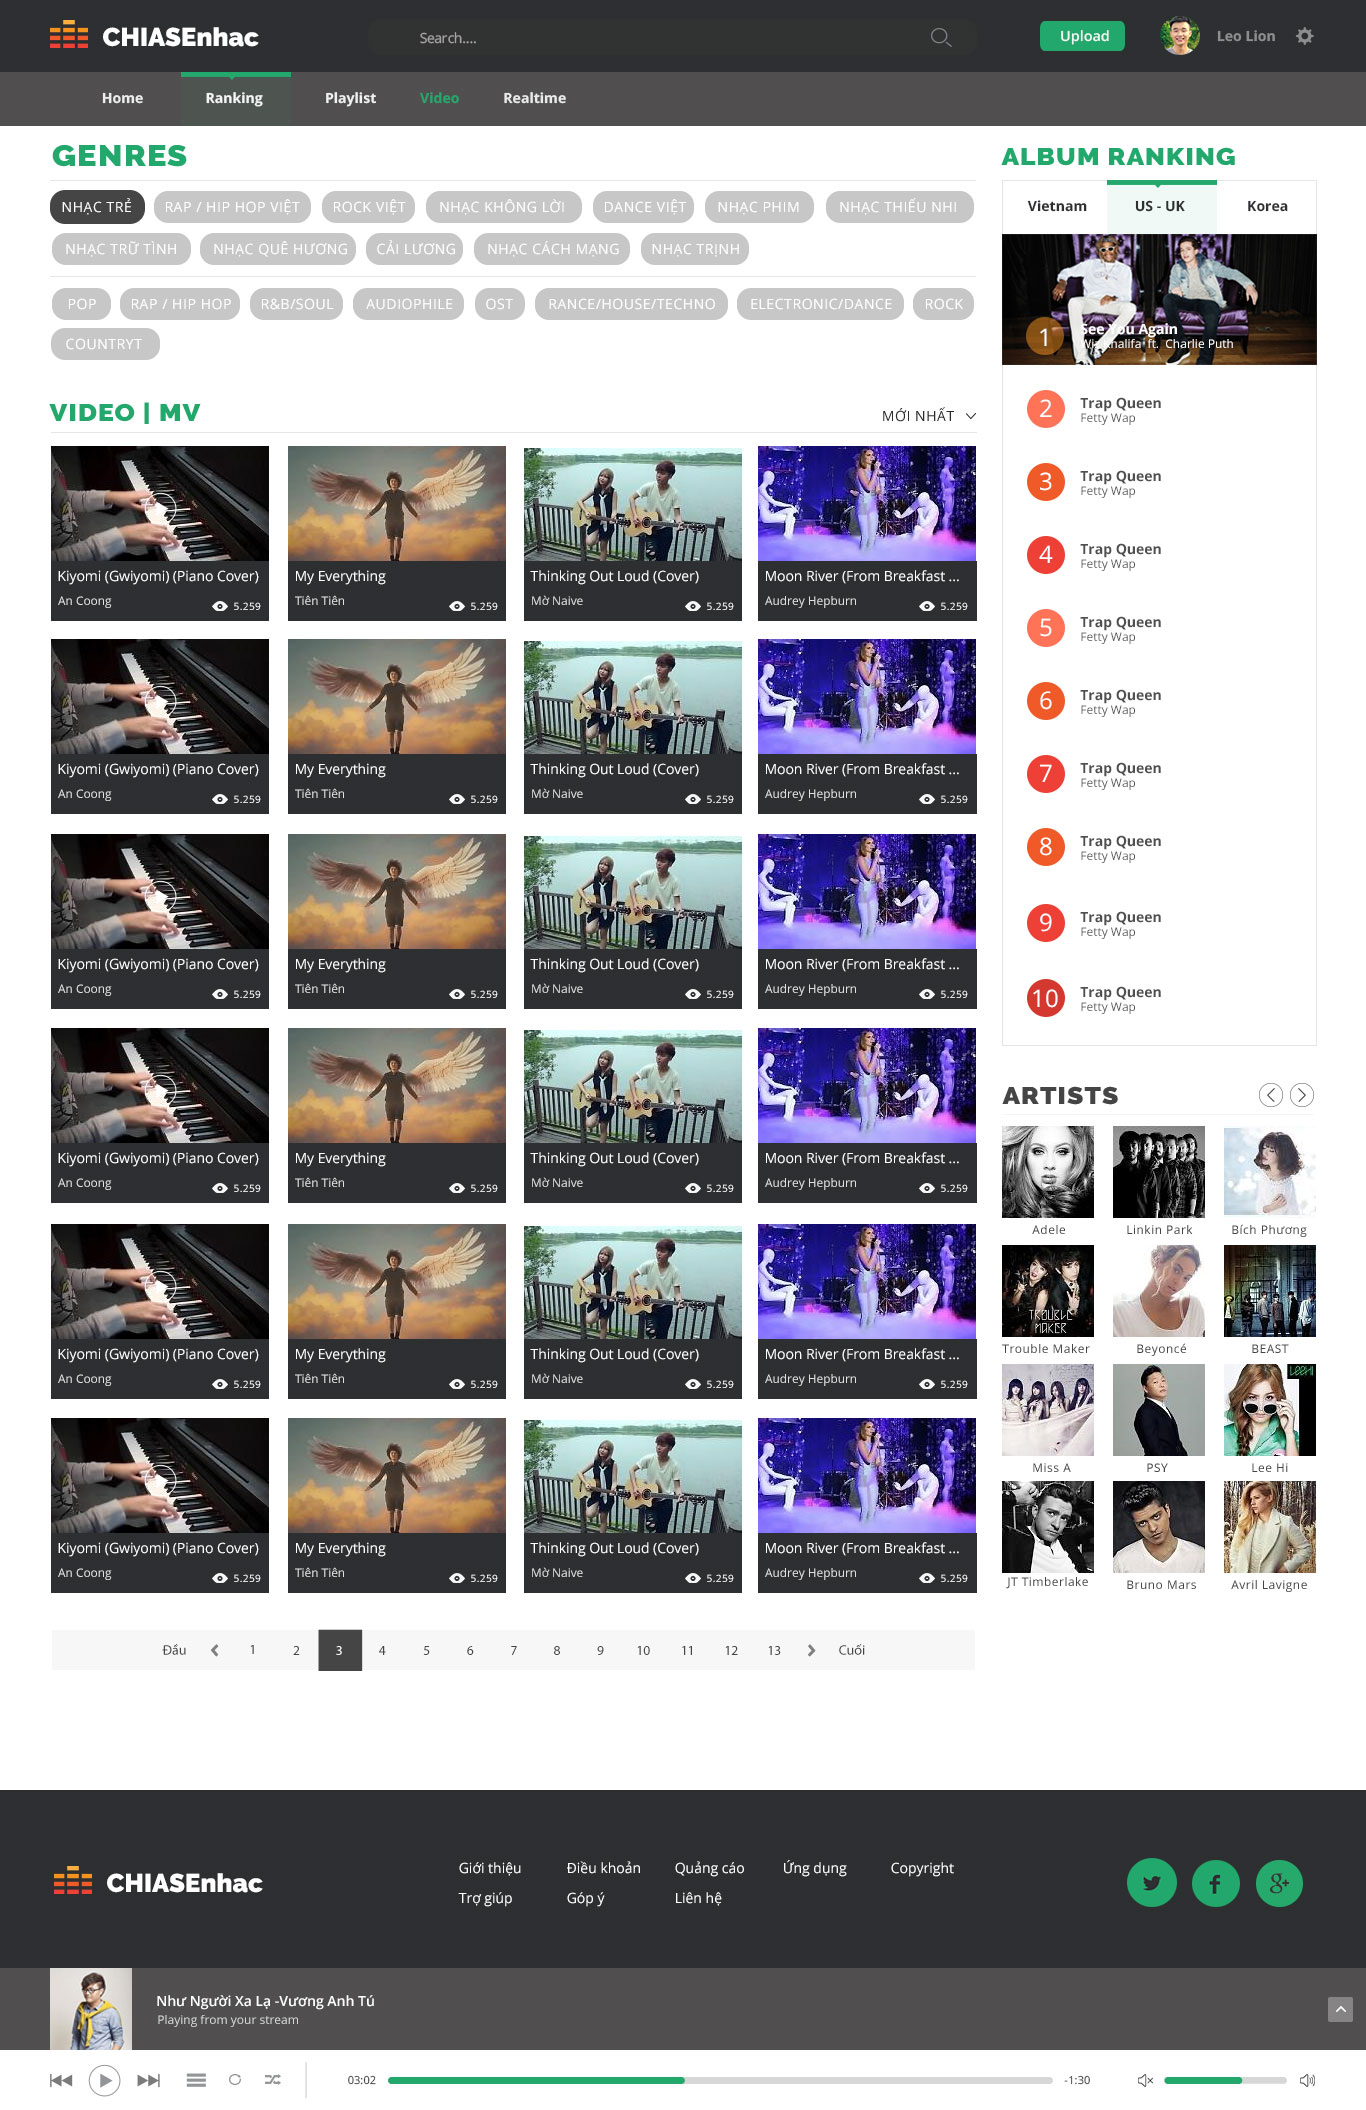 CHIASEnhac
Search....
Upload
Leo Lion
Home
Ranking
Playlist
Video
Realtime
GENRES
NHẠC TRẺ
RAP / HIP HOP VIỆT
ROCK VIỆT
NHẠC KHÔNG LỜI
DANCE VIỆT
NHẠC PHIM
NHẠC THIẾU NHI
NHẠC TRỮ TÌNH
NHẠC QUÊ HƯƠNG
CẢI LƯƠNG
NHẠC CÁCH MẠNG
NHẠC TRỊNH
POP
RAP / HIP HOP
R&B/SOUL
AUDIOPHILE
OST
RANCE/HOUSE/TECHNO
ELECTRONIC/DANCE
ROCK
COUNTRYT
VIDEO | MV
MỚI NHẤT
Kiyomi (Gwiyomi) (Piano Cover)
An Coong
5.259
My Everything
Tiên Tiên
5.259
Thinking Out Loud (Cover)
Mờ Naive
5.259
Moon River (From Breakfast ...
Audrey Hepburn
5.259
Kiyomi (Gwiyomi) (Piano Cover)
An Coong
5.259
My Everything
Tiên Tiên
5.259
Thinking Out Loud (Cover)
Mờ Naive
5.259
Moon River (From Breakfast ...
Audrey Hepburn
5.259
Kiyomi (Gwiyomi) (Piano Cover)
An Coong
5.259
My Everything
Tiên Tiên
5.259
Thinking Out Loud (Cover)
Mờ Naive
5.259
Moon River (From Breakfast ...
Audrey Hepburn
5.259
Kiyomi (Gwiyomi) (Piano Cover)
An Coong
5.259
My Everything
Tiên Tiên
5.259
Thinking Out Loud (Cover)
Mờ Naive
5.259
Moon River (From Breakfast ...
Audrey Hepburn
5.259
Kiyomi (Gwiyomi) (Piano Cover)
An Coong
5.259
My Everything
Tiên Tiên
5.259
Thinking Out Loud (Cover)
Mờ Naive
5.259
Moon River (From Breakfast ...
Audrey Hepburn
5.259
Kiyomi (Gwiyomi) (Piano Cover)
An Coong
5.259
My Everything
Tiên Tiên
5.259
Thinking Out Loud (Cover)
Mờ Naive
5.259
Moon River (From Breakfast ...
Audrey Hepburn
5.259
Đầu
1
2
3
4
5
6
7
8
9
10
11
12
13
Cuối
ALBUM RANKING
Vietnam
US - UK
Korea
1
See You Again
Wiz Khalifa ft. Charlie Puth
2
Trap Queen
Fetty Wap
3
Trap Queen
Fetty Wap
4
Trap Queen
Fetty Wap
5
Trap Queen
Fetty Wap
6
Trap Queen
Fetty Wap
7
Trap Queen
Fetty Wap
8
Trap Queen
Fetty Wap
9
Trap Queen
Fetty Wap
10
Trap Queen
Fetty Wap
ARTISTS
Adele
Linkin Park
Bích Phương
TROUBLE
MAKER
Trouble Maker
Beyoncé
BEAST
LEEHI
Miss A
PSY
Lee Hi
JT Timberlake
Bruno Mars
Avril Lavigne
CHIASEnhac
Giới thiệu
Điều khoản
Quảng cáo
Ứng dụng
Copyright
Trợ giúp
Góp ý
Liên hệ
Như Người Xa Lạ -Vương Anh Tú
Playing from your stream
03:02
-1:30